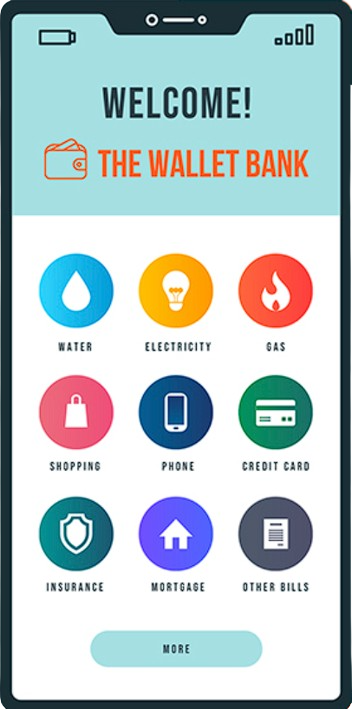 WELCOME!
THE WALLET BANK
WATER
ELECTRICITY
GAS
SHOPPING
PHONE
CREDIT CARD
INSURANCE
MORTGAGE
OTHER BILLS
MORE